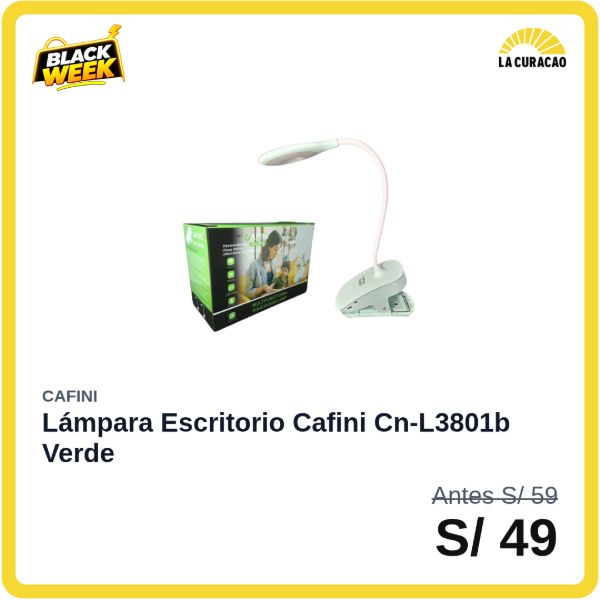 BLACK
WEEK
LA CURACAO
CAFINI
Lámpara Escritorio Cafini Cn-L3801b
Verde
Antes S/ 59
S/ 49